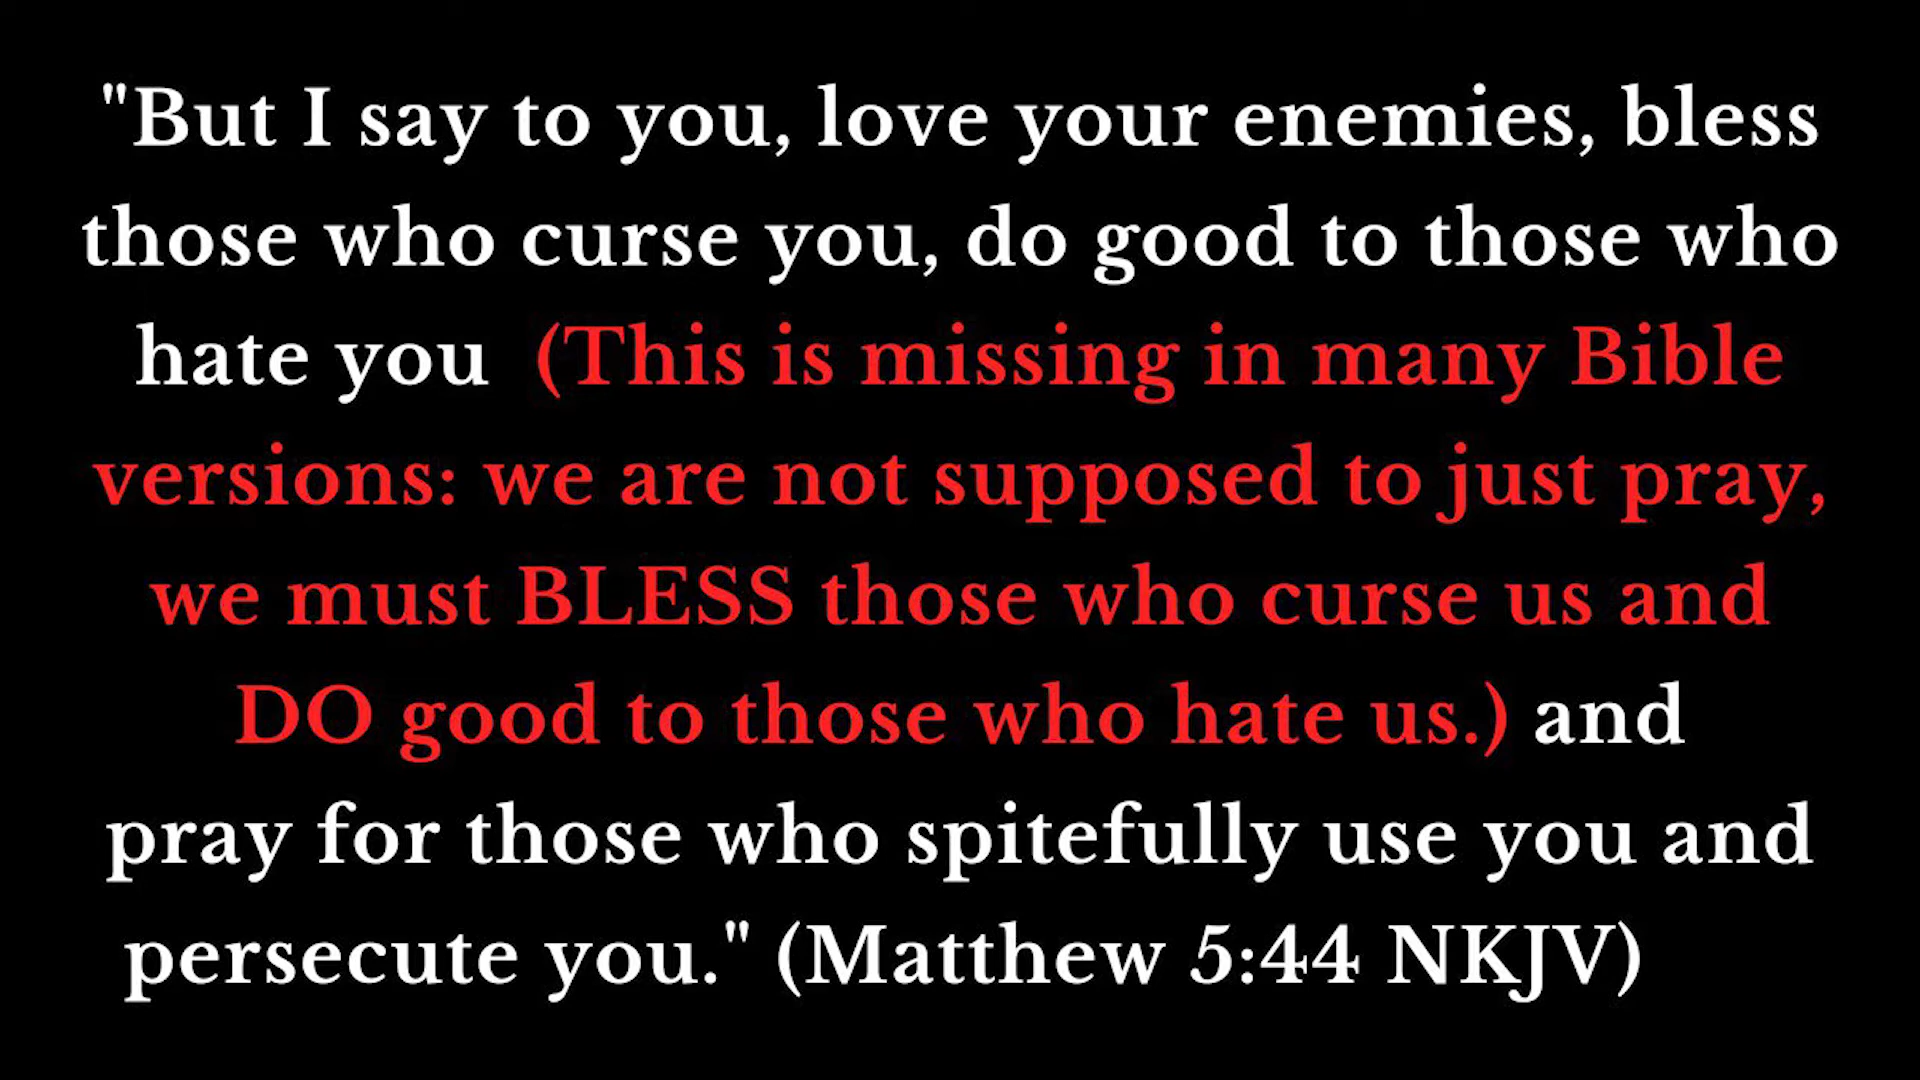 "But I say to you, love your enemies, bless
those who curse you, do good to those who
hate you (This is missing in many Bible
versions: we are not supposed to just pray,
we must BLESS those who curse us and
DO good to those who hate us.) and
pray for those who spitefully use you and
persecute you." (Matthew 5:44 NKJV)